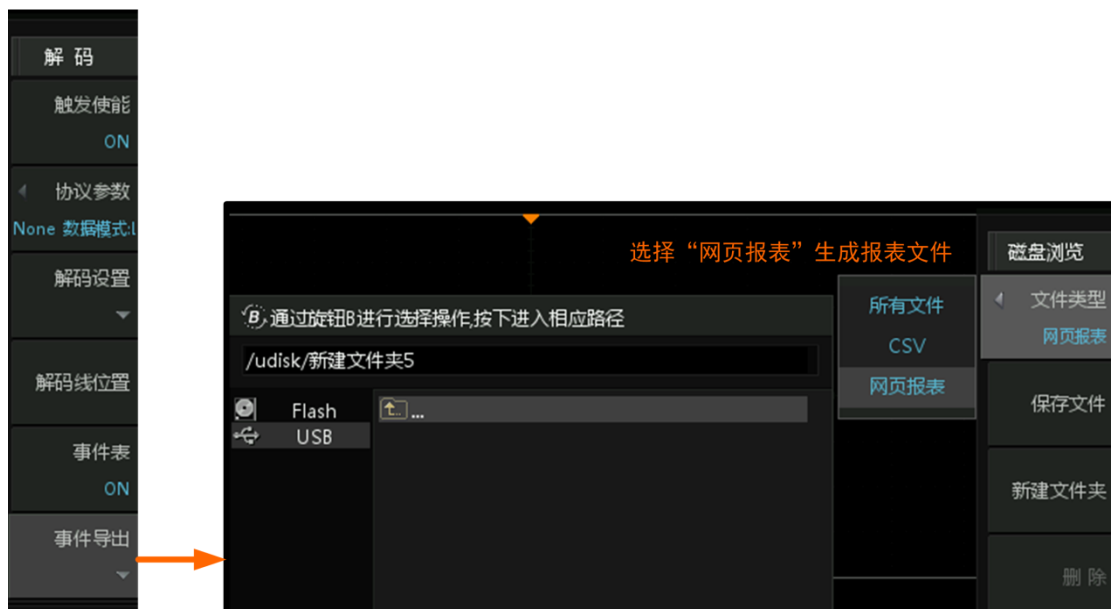 解 码
触发使能
ON
协议参数
None 数据模式:L
解码设置
解码线位置
事件表
ON
事件导出
选择“网页报表”生成报表文件
B 通过旋钮B进行选择操作,按下进入相应路径
/udisk/新建文件夹5
Flash
...
USB
所有文件
CSV
网页报表
磁盘浏览
文件类型
网页报表
保存文件
新建文件夹
删 除